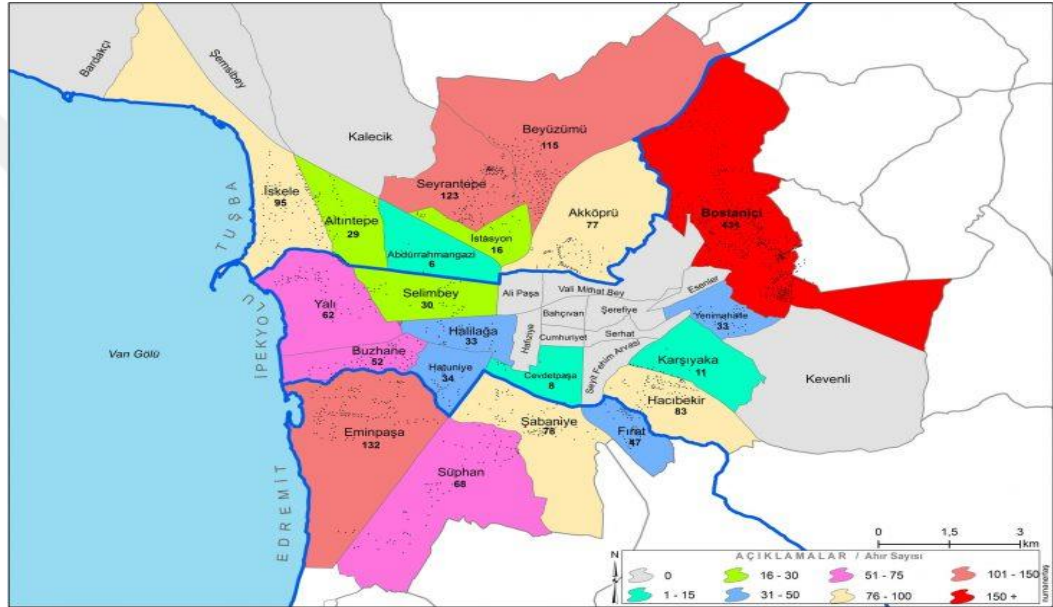 Bardakçı
Şemsibey
Kalecik
Beyüzümü
115
Seyrantepe
123
İskele
95
Altıntepe
29
Abdürrahmangazi
6
İstasyon
16
Akköprü
77
Bostaniçi
TUŞBA
Ali Paşa
Vali Mithat Bey
Esenler
Selimbey
30
Bahçıvan
Şerefiye
Yenimahalle
33
Yalı
62
Halilağa
33
Hafiziye
Cumhuriyet
Serhat
İPEKYOLU
Van Gölü
Buzhane
52
Hatuniye
34
Cevdetpaşa
8
Seyit Fehim Arvasi
Karşıyaka
11
Kevenli
Hacıbekir
83
Eminpaşa
132
Şabaniye
78
Fırat
47
Süphan
68
EDREMİT
0 1,5 3
km
N
AÇIKLAMALAR / Ahır Sayısı
0 16 - 30 51 - 75 101 - 150
1 - 15 31 - 50 76 - 100 150 +